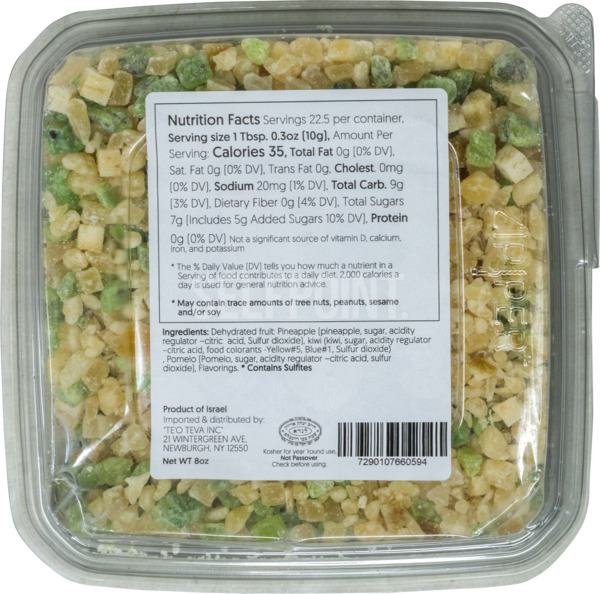 Nutrition Facts Servings 22.5 per container,
Serving size 1 Tbsp. 0.3oz [10g], Amount Per
Serving: Calories 35, Total Fat 0g [0% DV],
Sat. Fat 0g [0% DV], Trans Fat 0g, Cholest. 0mg
[0% DV], Sodium 20mg [1% DV], Total Carb. 9g
[3% DV], Dietary Fiber 0g [4% DV], Total Sugars
7g [Includes 5g Added Sugars 10% DV], Protein
0g [0% DV] Not a significant source of vitamin D, calcium,
iron, and potassium
* The % Daily Value [DV] tells you how much a nutrient in a
Serving of food contributes to a daily diet. 2,000 calories a
day is used for general nutrition advice.
* May contain trace amounts of tree nuts, peanuts, sesame
and/or soy
Ingredients: Dehydrated fruit: Pineapple [pineapple, sugar, acidity
regulator -citric acid, Sulfur dioxide], kiwi (kiwi, sugar, acidity regulator
-citric acid, food colorants -Yellow#5, Blue#1, Sulfur dioxide)
, Pomelo [Pomelo, sugar, acidity regulator -citric acid, sulfur
dioxide], Flavorings. * Contains Sulfites
Product of Israel
Imported & distributed by:
"TEO TEVA INC"
21 WINTERGREEN AVE,
NEWBURGH, NY, 12550
Net WT 8oz
Kosher for year 'round use,
Not Passover
Check before using.
7290107660594